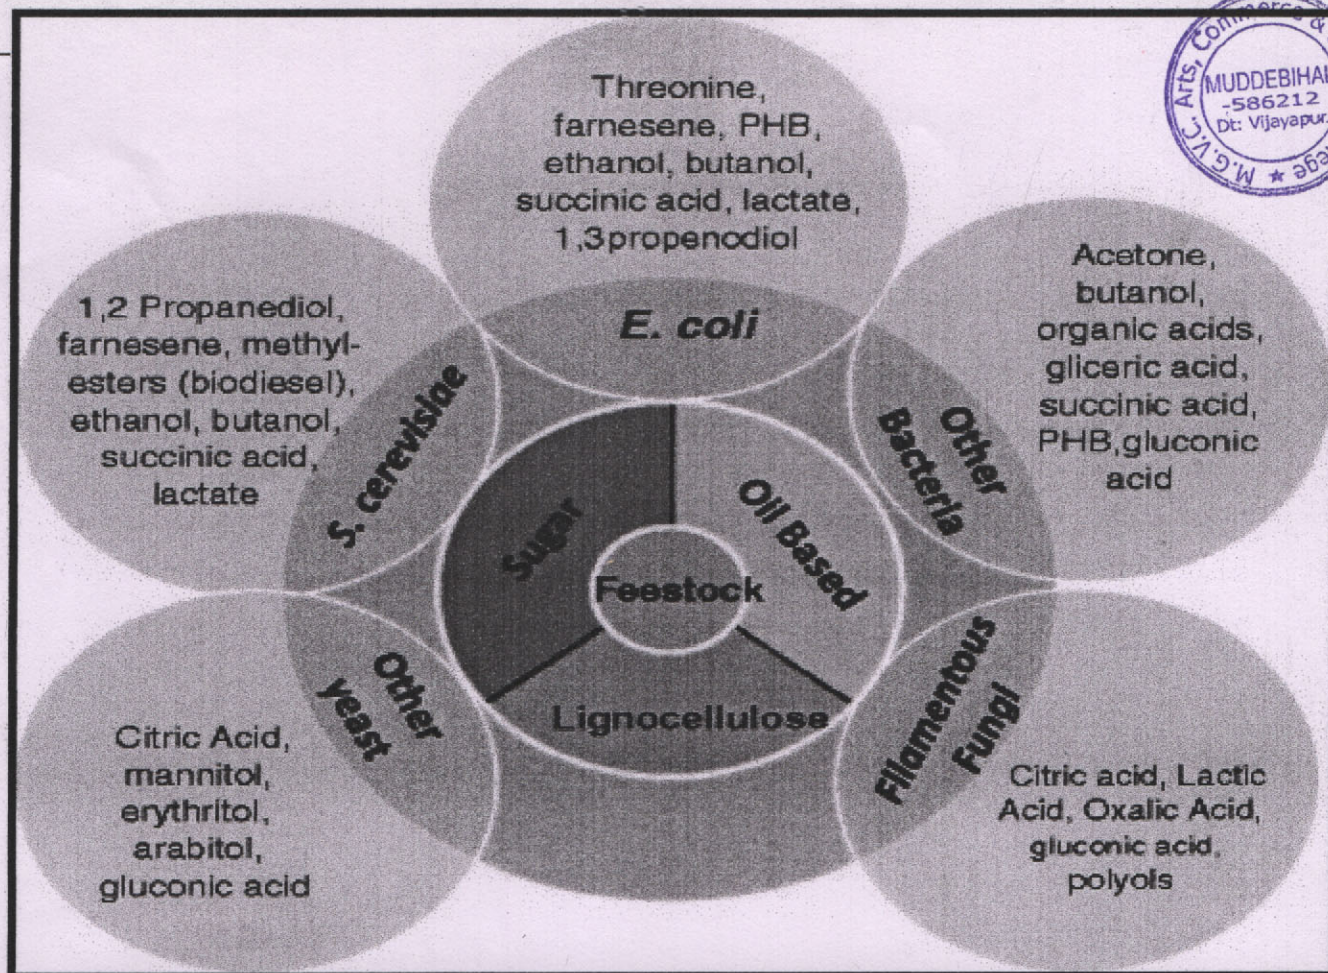 Threonine,
farnesene, PHB,
ethanol, butanol,
succinic acid, lactate,
1,3propenodiol
E. coli
1,2 Propanediol,
farnesene, methyl-
esters (biodiesel),
ethanol, butanol,
succinic acid,
lactate
S. cerevisiae
Acetone,
butanol,
organic acids,
gliceric acid,
succinic acid,
PHB,gluconic
acid
Other
Bacteria
Sugar
Oil Based
Feestock
Lignocellulose
Other
yeast
Citric Acid,
mannitol,
erythritol,
arabitol,
gluconic acid
Filamentous
Fungi
Citric acid, Lactic
Acid, Oxalic Acid,
gluconic acid,
polyols
M.G.V.C. Arts, Commerce &
MUDDEBIHAL
-586212
Dt: Vijayapur.